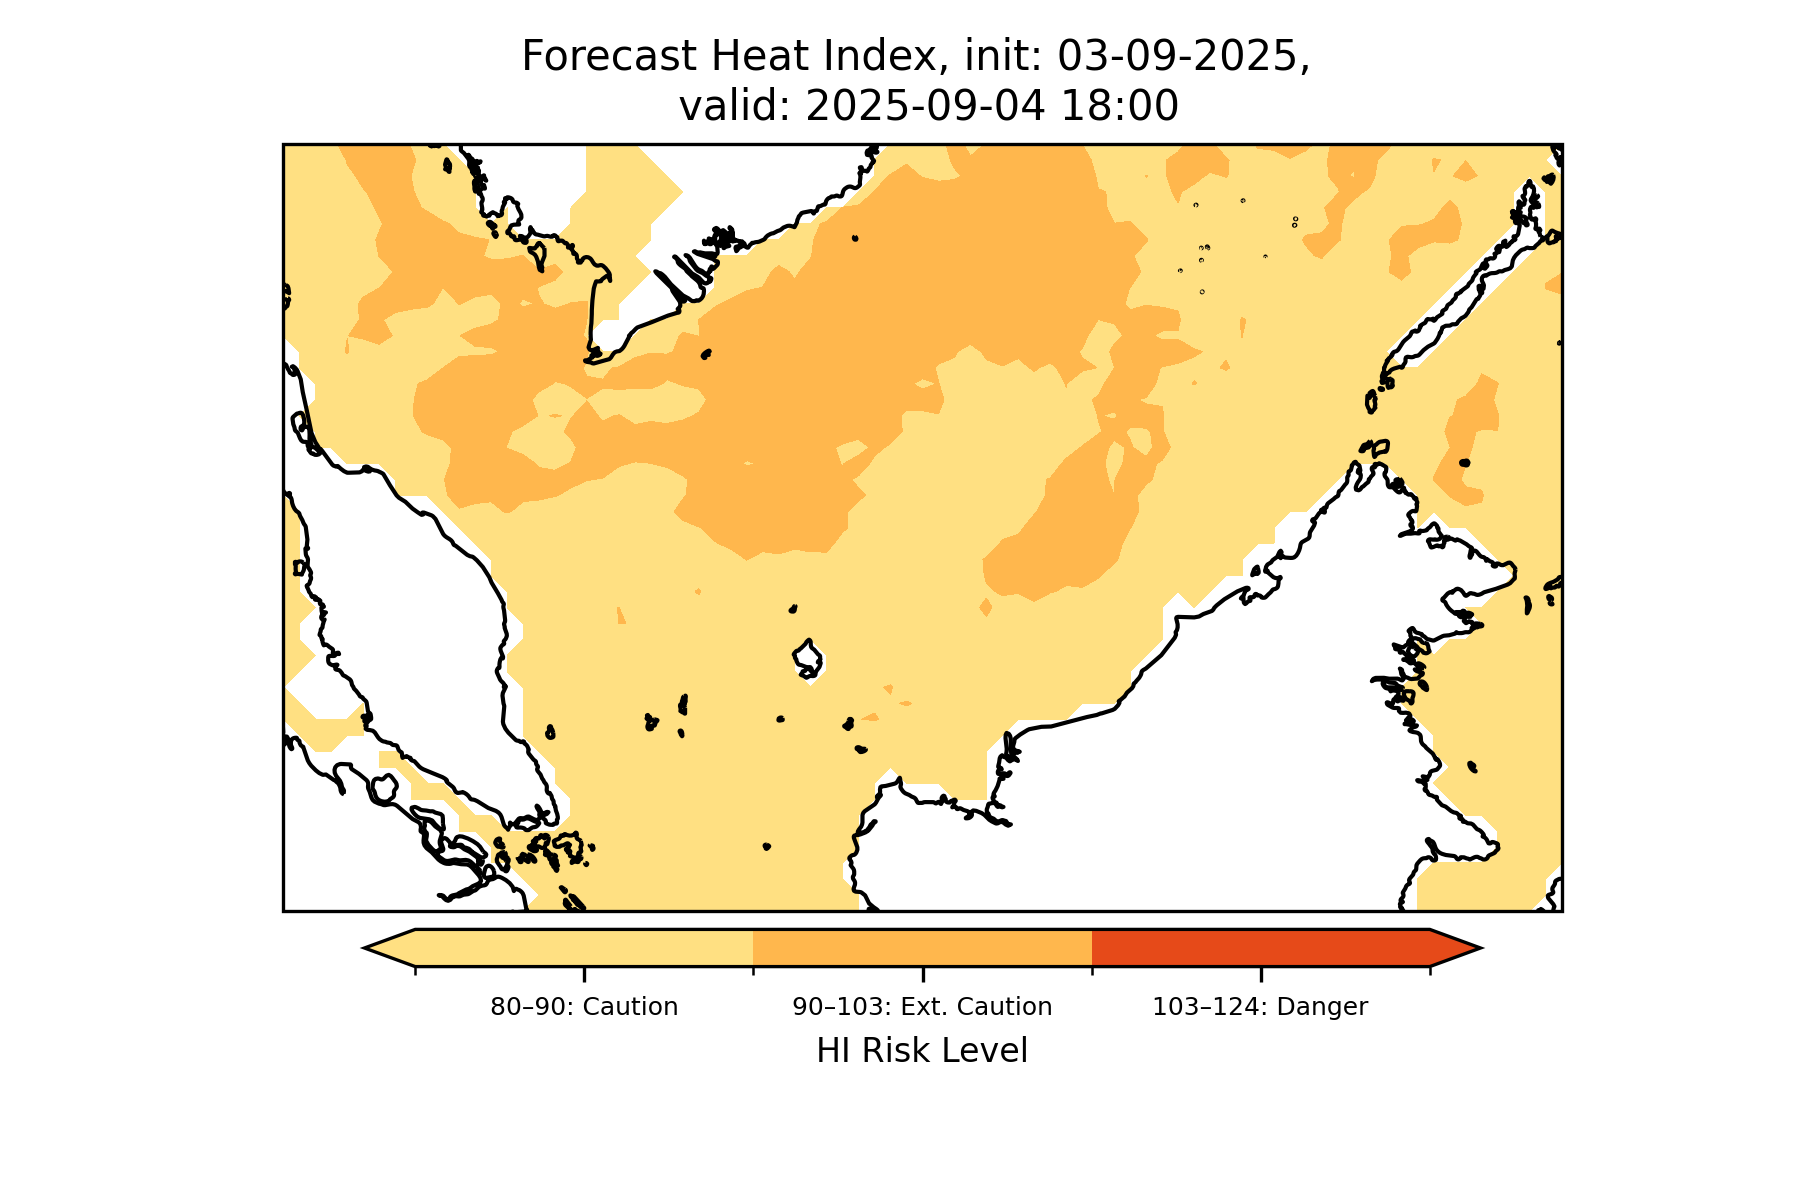 Forecast Heat Index, init: 03-09-2025,
valid: 2025-09-04 18:00
80–90: Caution
90–103: Ext. Caution
103–124: Danger
HI Risk Level